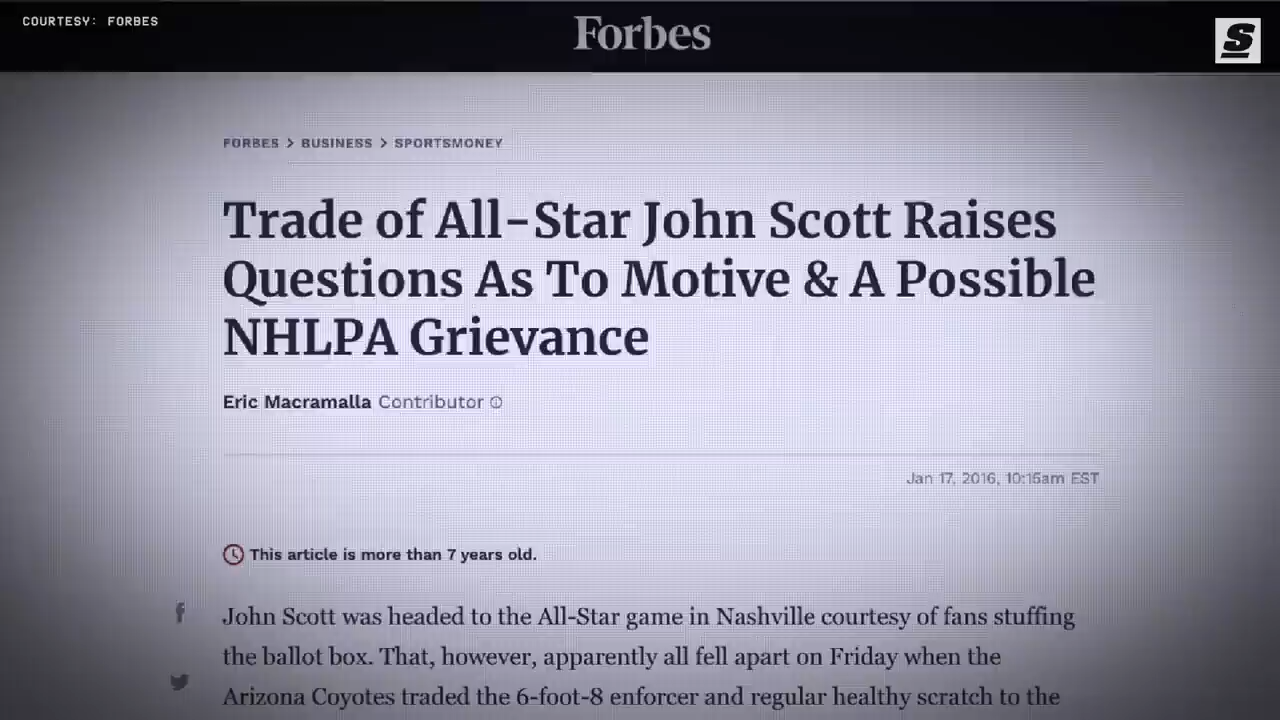 COURTESY: FORBES
Forbes
S
FORBES > BUSINESS > SPORTSMONEY
Trade of All-Star John Scott Raises
Questions As To Motive & A Possible
NHLPA Grievance
Eric Macramalla Contributor
Jan 17, 2016, 10:15am EST
This article is more than 7 years old.
John Scott was headed to the All-Star game in Nashville courtesy of fans stuffing
the ballot box. That, however, apparently all fell apart on Friday when the
Arizona Coyotes traded the 6-foot-8 enforcer and regular healthy scratch to the